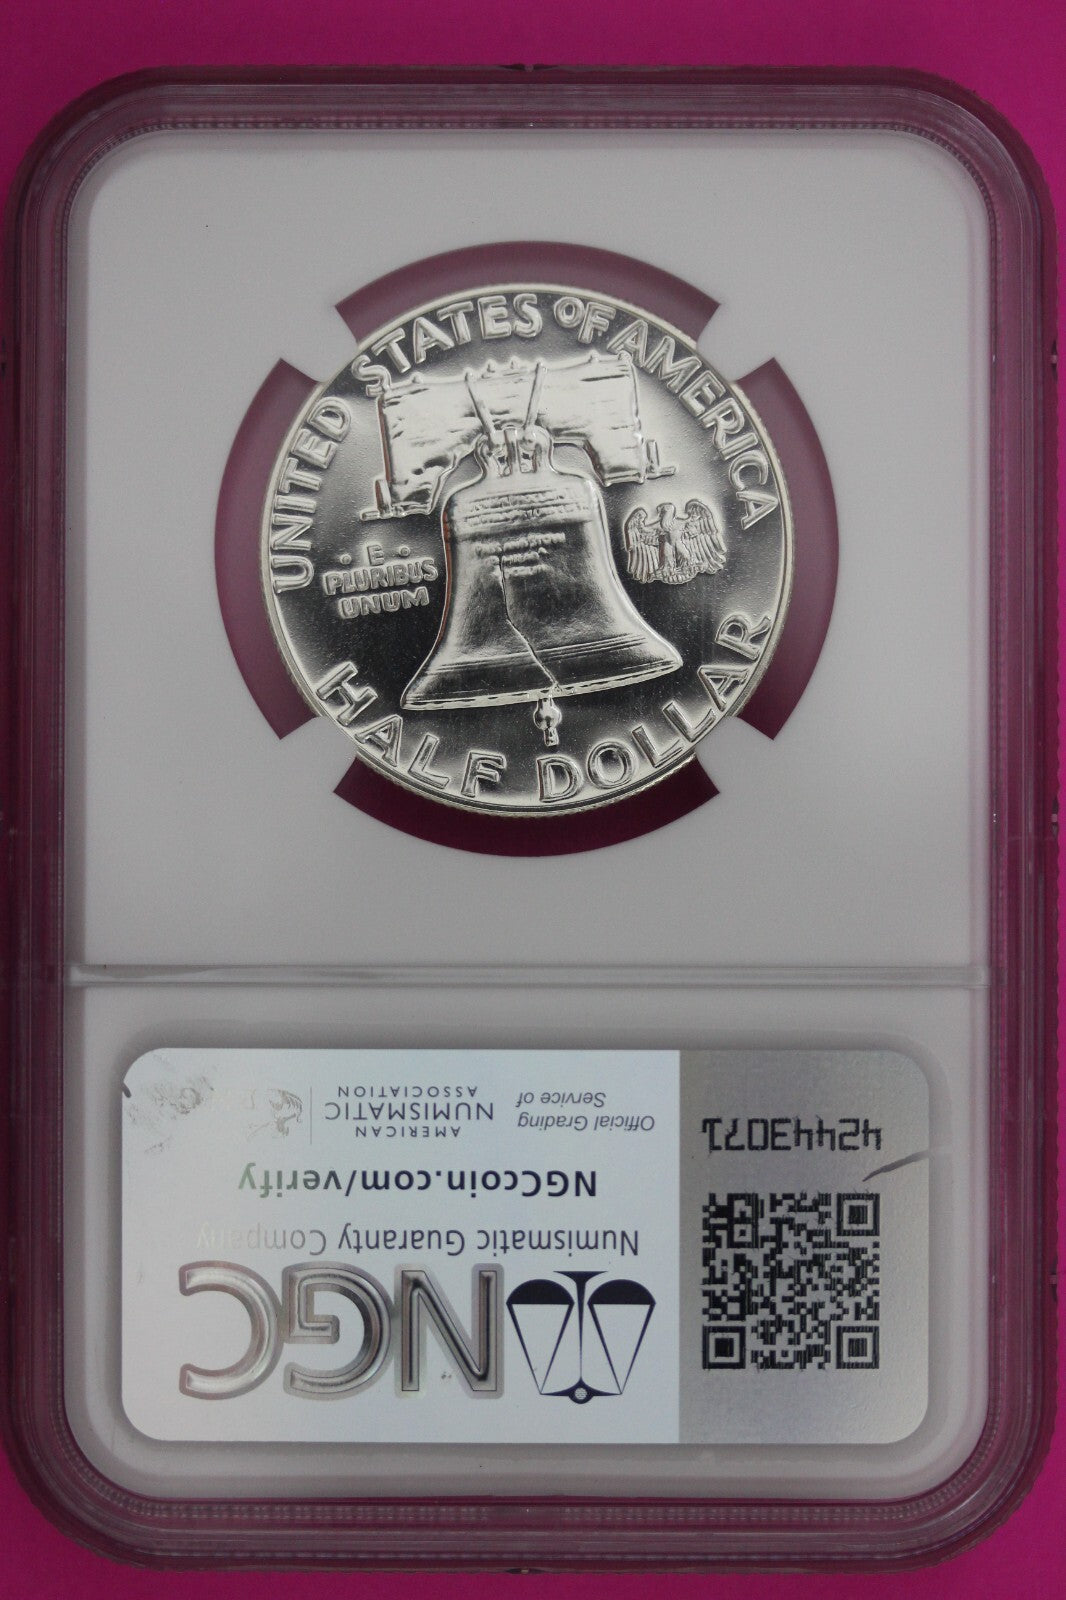 UNITED STATES OF AMERICA
· E ·
PLURIBUS
UNUM
HALF DOLLAR
NGC
Numismatic Guaranty Company
NGCcoin.com/verify
AMERICAN
NUMISMATIC
ASSOCIATION
Official Grading
Service of
42443071